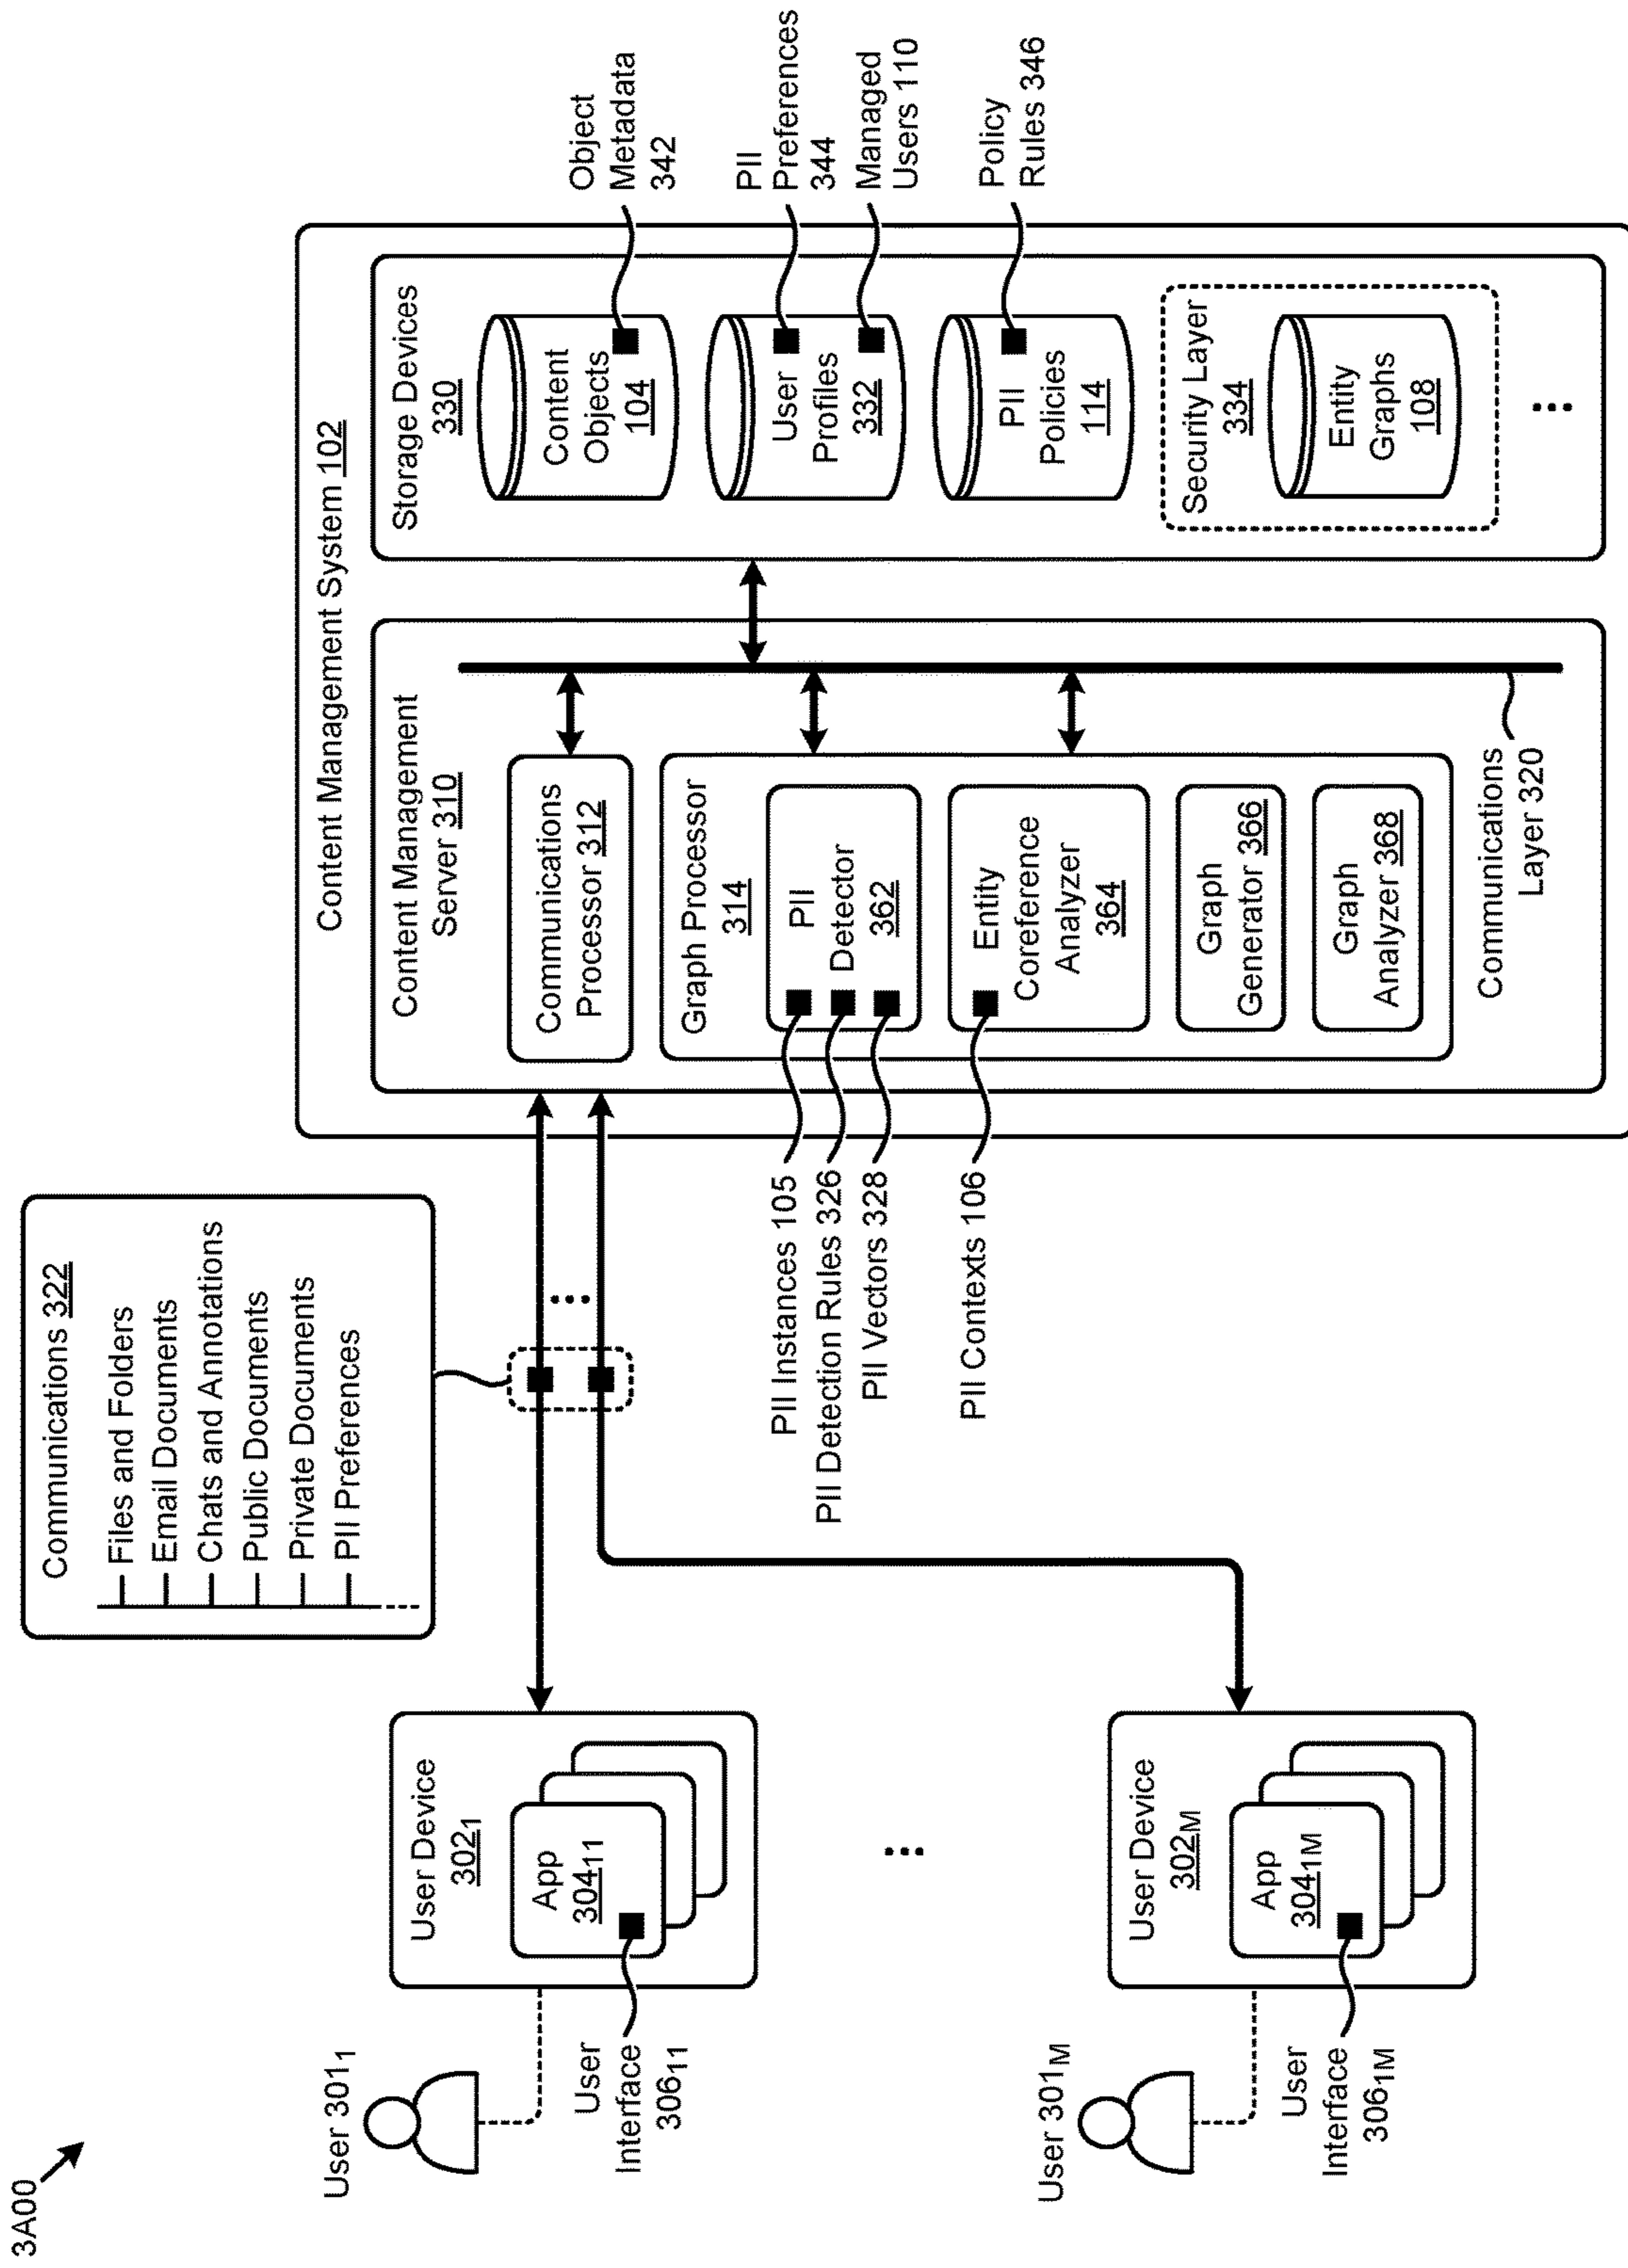 3A00
User 301₁
User
Interface
306₁₁
User Device
302₁
App
304₁₁
User 301M
User
Interface
306₁M
User Device
302M
App
304₁M
...
Communications 322
Files and Folders
Email Documents
Chats and Annotations
Public Documents
Private Documents
PII Preferences
...
Content Management System 102
Content Management
Server 310
Communications
Processor 312
Graph Processor
314
PII
Detector
362
PII Instances 105
PII Detection Rules 326
PII Vectors 328
Entity
Coreference
Analyzer
364
PII Contexts 106
Graph
Generator 366
Graph
Analyzer 368
Communications
Layer 320
Storage Devices
330
Content
Objects
104
Object
Metadata
342
User
Profiles
332
PII
Preferences
344
Managed
Users 110
PII
Policies
114
Policy
Rules 346
Security Layer
334
Entity
Graphs
108
...